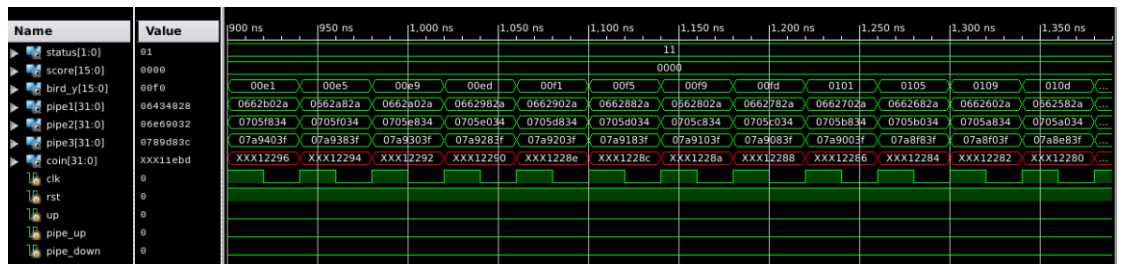 Name Value 900 ns 950 ns 1,000 ns 1,050 ns 1,100 ns 1,150 ns 1,200 ns 1,250 ns 1,300 ns 1,350 ns
status[1:0] 01 11
score[15:0] 0000 0000
bird_y[15:0] 00f0 00e1 00e5 00e9 00ed 00f1 00f5 00f9 00fd 0101 0105 0109 010d ...
pipe1[31:0] 06434828 0662b02a 0662a82a 0662a02a 0662982a 0662902a 0662882a 0662802a 0662782a 0662702a 0662682a 0662602a 0662582a ...
pipe2[31:0] 06e69032 0705f834 0705f034 0705e834 0705e034 0705d834 0705d034 0705c834 0705c034 0705b834 0705b034 0705a834 0705a034 ...
pipe3[31:0] 0789d83c 07a9403f 07a9383f 07a9303f 07a9283f 07a9203f 07a9183f 07a9103f 07a9083f 07a9003f 07a8f83f 07a8f03f 07a8e83f ...
coin[31:0] XXX11ebd XXX12296 XXX12294 XXX12292 XXX12290 XXX1228e XXX1228c XXX1228a XXX12288 XXX12286 XXX12284 XXX12282 XXX12280 ...
clk 0
rst 0
up 0
pipe_up 0
pipe_down 0